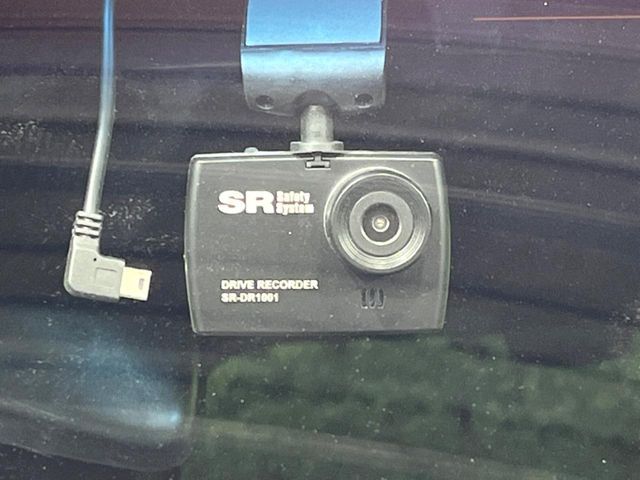 SR Safety System
DRIVE RECORDER
SR-DR1001